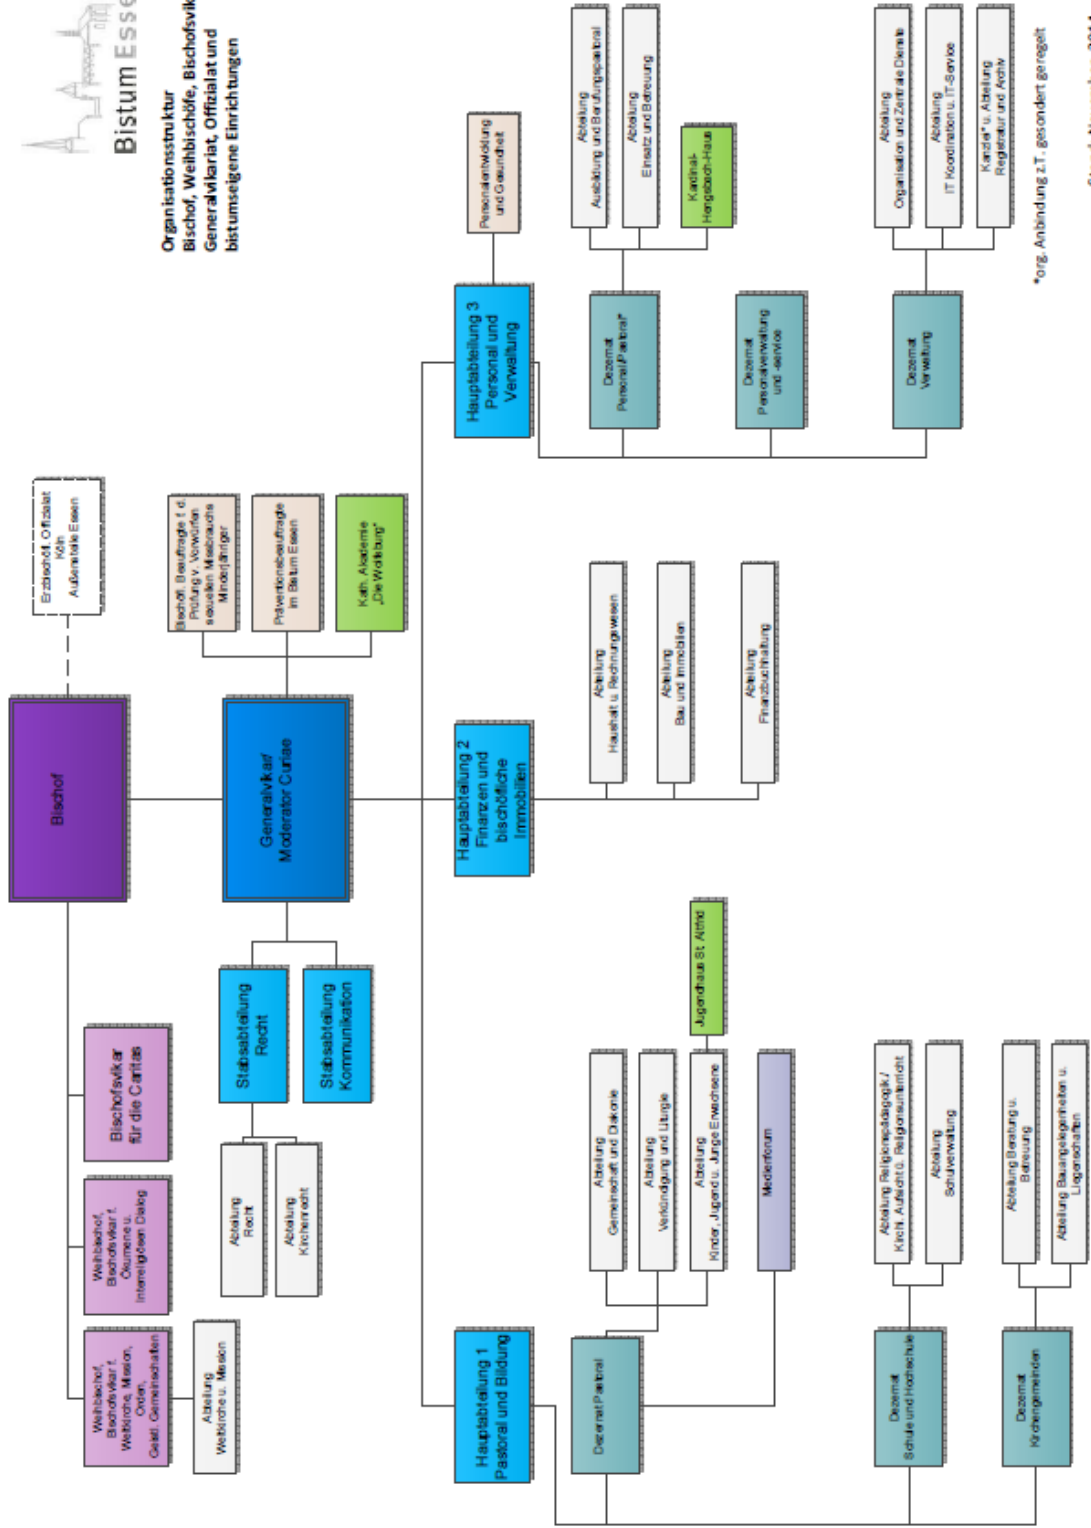 Bistum Esse
Organisationsstruktur
Bischof, Weihbischöfe, Bischofsvik
Generalvikariat, Offizialat und
bistumseigene Einrichtungen
Bischof
Erzbischöfl. Offizialat
Köln
Außenstelle Essen
Weihbischof,
Bischofsvikar f.
Weltkirche, Mission,
Orden,
Geistl. Gemeinschaften
Weihbischof,
Bischofsvikar f.
Ökumene u.
Interreligiösen Dialog
Bischofsvikar
für die Caritas
Abteilung
Weltkirche u. Mission
Generalvikar/
Moderator Curiae
Bischöfl. Beauftragte f. d.
Prüfung v. Vorwürfen
sexuellen Missbrauchs
Minderjähriger
Präventionsbeauftragte
im Bistum Essen
Kath. Akademie
„Die Wolfsburg"
Stabsabteilung
Recht
Stabsabteilung
Kommunikation
Abteilung
Recht
Abteilung
Kirchenrecht
Hauptabteilung 1
Pastoral und Bildung
Hauptabteilung 2
Finanzen und
bischöfliche
Immobilien
Hauptabteilung 3
Personal und
Verwaltung
Personalentwicklung
und Gesundheit
Dezernat Pastoral
Abteilung
Gemeinschaft und Diakonie
Abteilung
Verkündigung und Liturgie
Abteilung
Kinder, Jugend u. Junge Erwachsene
Jugendhaus St. Altfrid
Medienforum
Dezernat
Schule und Hochschule
Abteilung Religionspädagogik /
Kirchl. Aufsicht ü. Religionsunterricht
Abteilung
Schulverwaltung
Dezernat
Kirchengemeinden
Abteilung Beratung u.
Betreuung
Abteilung Bauangelegenheiten u.
Liegenschaften
Abteilung
Haushalt u. Rechnungswesen
Abteilung
Bau und Immobilien
Abteilung
Finanzbuchhaltung
Dezernat
Personal/Pastoral*
Abteilung
Ausbildung und Berufungspastoral
Abteilung
Einsatz und Betreuung
Kardinal-
Hengsbach-Haus
Dezernat
Personalverwaltung
und -service
Dezernat
Verwaltung
Abteilung
Organisation und Zentrale Dienste
Abteilung
IT Koordination u. IT-Service
Kanzlei* u. Abteilung
Registratur und Archiv
*org. Anbindung z.T. gesondert geregelt